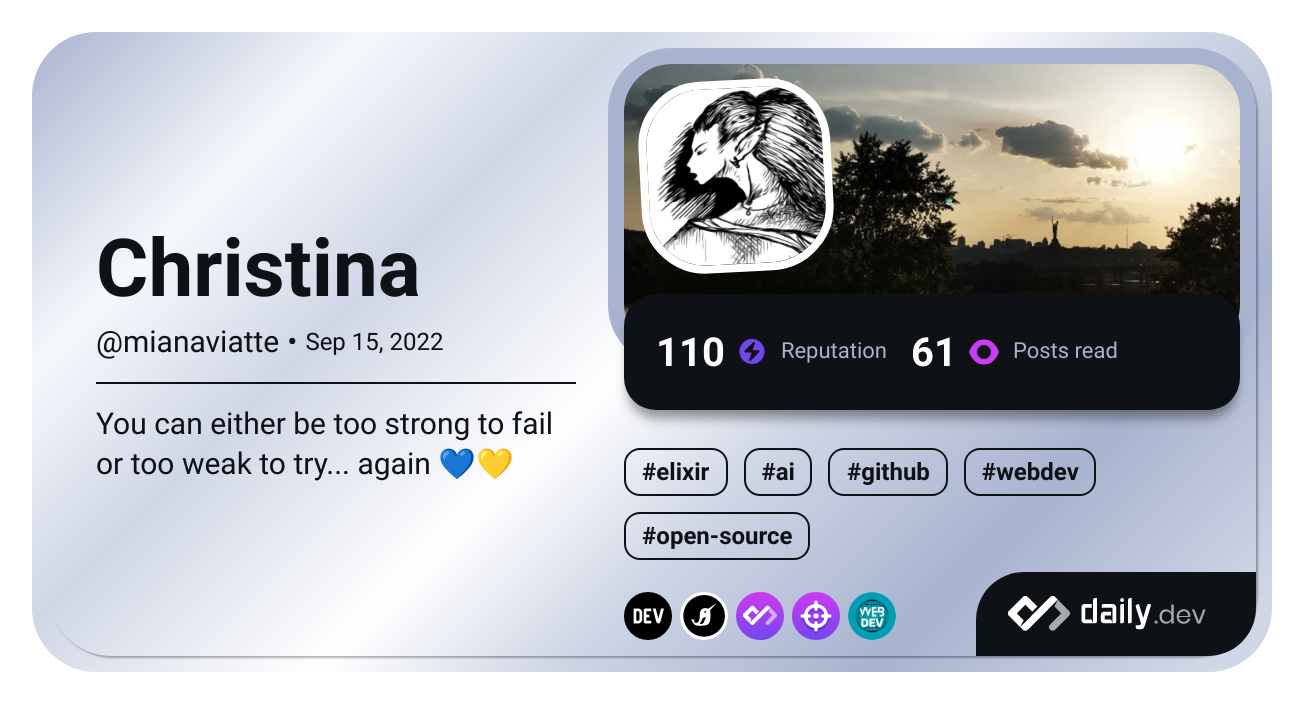 Christina
@mianaviatte • Sep 15, 2022
You can either be too strong to fail
or too weak to try... again 💙💛
110 Reputation 61 Posts read
#elixir #ai #github #webdev
#open-source
DEV WEB DEV
daily.dev